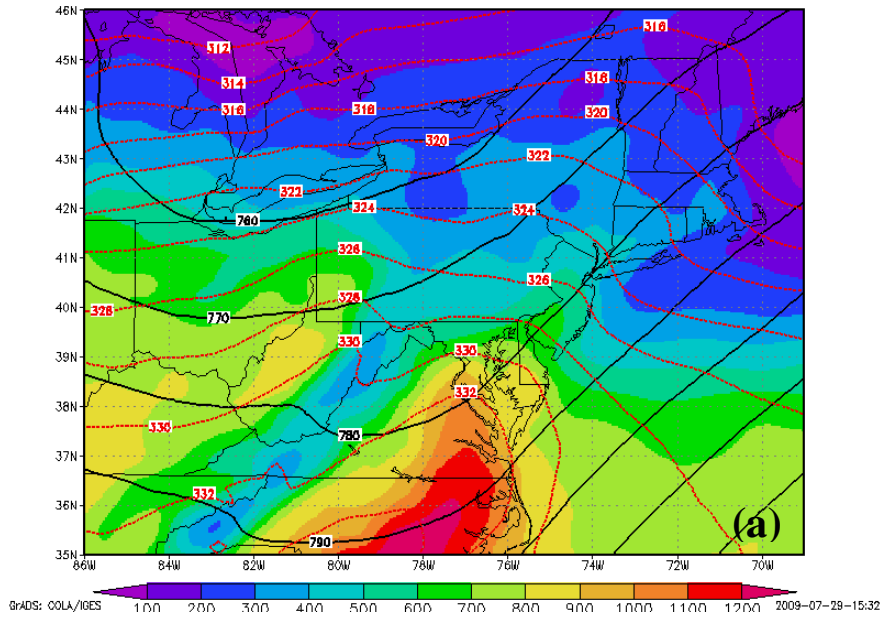 46N
316
312
45N
318
314
44N 316 318
320
43N 320
322
322
42N 324 324
760
41N 326
326
328
40N 328
770
330 330
39N
332
38N
330
780
37N
332
36N
790 (a)
35N
86W 84W 82W 80W 78W 76W 74W 72W 70W
GrADS: COLA/IGES 100 200 300 400 500 600 700 800 900 1000 1100 1200 2009-07-29-15:32